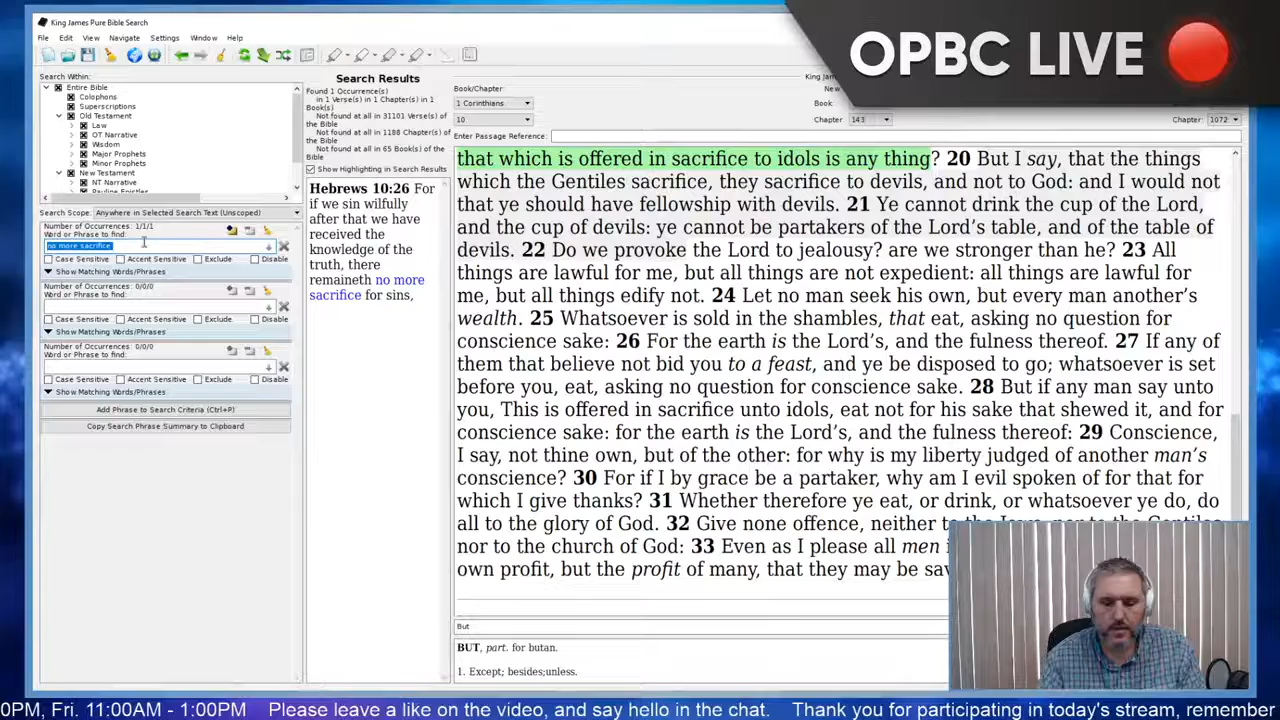 King James Pure Bible Search
File Edit View Navigate Settings Window Help
OPBC LIVE
Search Within:
Entire Bible
Colophons
Superscriptions
Old Testament
Law
OT Narrative
Wisdom
Major Prophets
Minor Prophets
New Testament
NT Narrative
Pauline Epistles
Search Scope: Anywhere in Selected Search Text (Unscoped)
Number of Occurrences: 1/1/1
Word or Phrase to find:
no more sacrifice
Case Sensitive Accent Sensitive Exclude Disable
Show Matching Words/Phrases
Number of Occurrences: 0/0/0
Word or Phrase to find:
Case Sensitive Accent Sensitive Exclude Disable
Show Matching Words/Phrases
Number of Occurrences: 0/0/0
Word or Phrase to find:
Case Sensitive Accent Sensitive Exclude Disable
Show Matching Words/Phrases
Add Phrase to Search Criteria (Ctrl+P)
Copy Search Phrase Summary to Clipboard
Search Results
Found 1 Occurrence(s)
in 1 Verse(s) in 1 Chapter(s) in 1
Book(s)
Not found at all in 31101 Verse(s) of
the Bible
Not found at all in 1188 Chapter(s) of
the Bible
Not found at all in 65 Book(s) of the
Bible
Show Highlighting in Search Results
Hebrews 10:26 For
if we sin wilfully
after that we have
received the
knowledge of the
truth, there
remaineth no more
sacrifice for sins,
Book/Chapter:
1 Corinthians
10
King Jam
New
Book:
Chapter 143
Chapter: 1072
Enter Passage Reference:
that which is offered in sacrifice to idols is any thing? 20 But I say, that the things
which the Gentiles sacrifice, they sacrifice to devils, and not to God: and I would not
that ye should have fellowship with devils. 21 Ye cannot drink the cup of the Lord,
and the cup of devils: ye cannot be partakers of the Lord’s table, and of the table of
devils. 22 Do we provoke the Lord to jealousy? are we stronger than he? 23 All
things are lawful for me, but all things are not expedient: all things are lawful for
me, but all things edify not. 24 Let no man seek his own, but every man another’s
wealth. 25 Whatsoever is sold in the shambles, that eat, asking no question for
conscience sake: 26 For the earth is the Lord’s, and the fulness thereof. 27 If any of
them that believe not bid you to a feast, and ye be disposed to go; whatsoever is set
before you, eat, asking no question for conscience sake. 28 But if any man say unto
you, This is offered in sacrifice unto idols, eat not for his sake that shewed it, and for
conscience sake: for the earth is the Lord’s, and the fulness thereof: 29 Conscience,
I say, not thine own, but of the other: for why is my liberty judged of another man’s
conscience? 30 For if I by grace be a partaker, why am I evil spoken of for that for
which I give thanks? 31 Whether therefore ye eat, or drink, or whatsoever ye do, do
all to the glory of God. 32 Give none offence, neither to the Jews, nor to the Gentiles
nor to the church of God: 33 Even as I please all men
own profit, but the profit of many, that they may be sav
But
BUT, part. for butan.
1. Except; besides;unless.
0PM, Fri. 11:00AM - 1:00PM Please leave a like on the video, and say hello in the chat. Thank you for participating in today's stream, remember